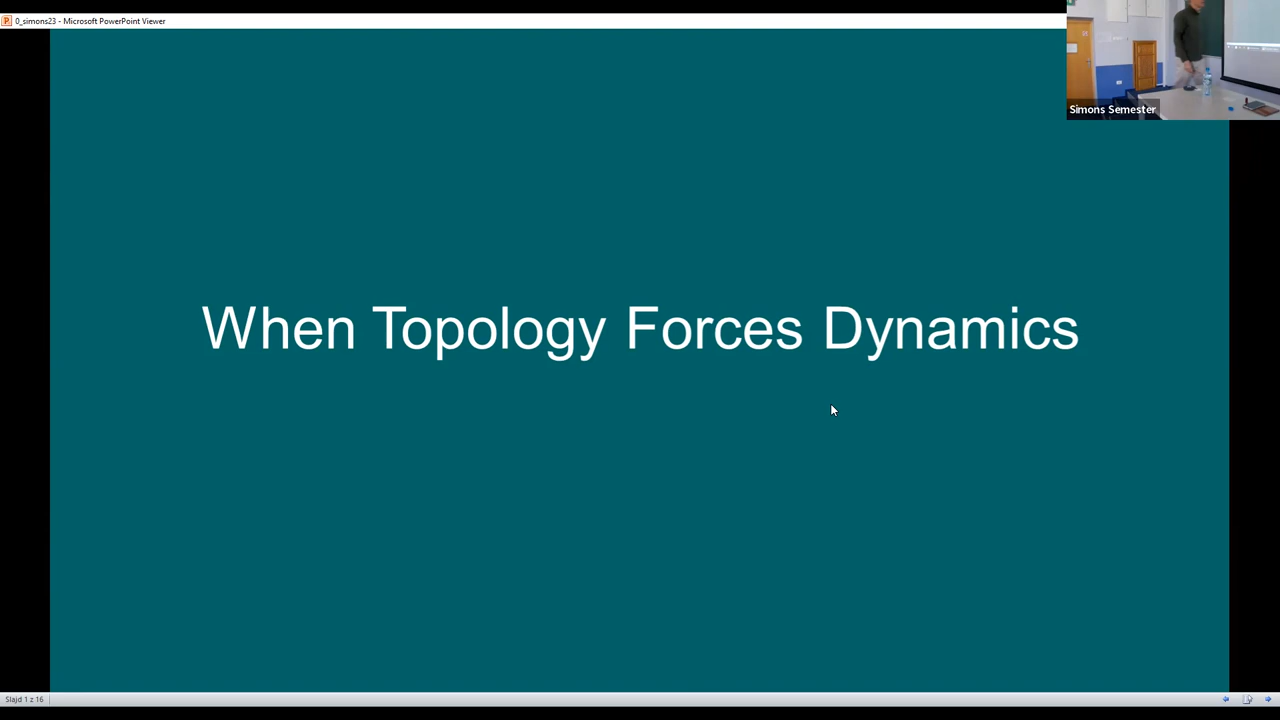 0_simons23 - Microsoft PowerPoint Viewer
Simons Semester
When Topology Forces Dynamics
Slajd 1 z 16